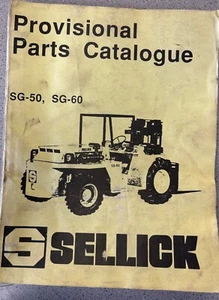 Provisional
Parts Catalogue
SG-50, SG-60
S SELLICK